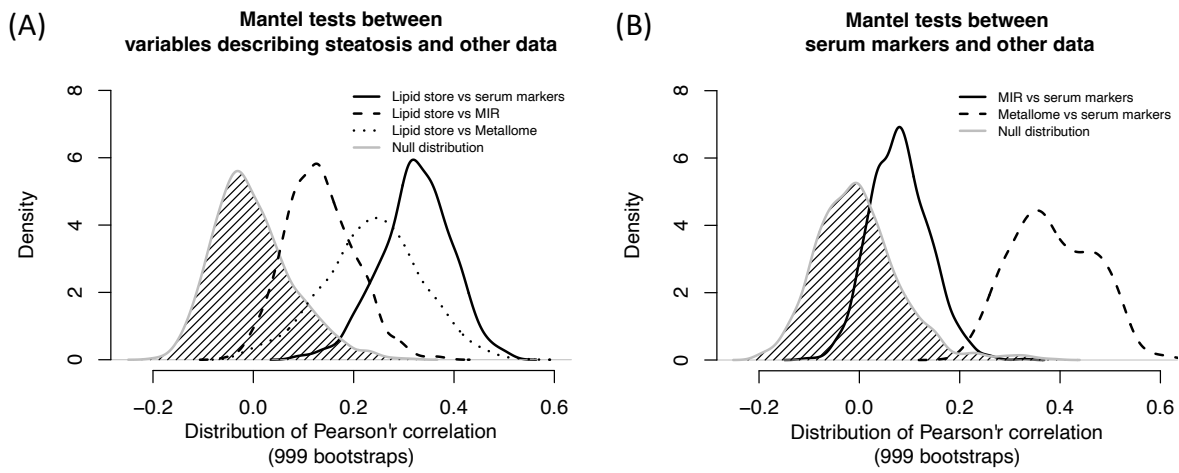 (A)
Mantel tests between
variables describing steatosis and other data
Lipid store vs serum markers
Lipid store vs MIR
Lipid store vs Metallome
Null distribution
Density
0 2 4 6 8
−0.2 0.0 0.2 0.4 0.6
Distribution of Pearson'r correlation
(999 bootstraps)
(B)
Mantel tests between
serum markers and other data
MIR vs serum markers
Metallome vs serum markers
Null distribution
Density
0 2 4 6 8
−0.2 0.0 0.2 0.4 0.6
Distribution of Pearson'r correlation
(999 bootstraps)